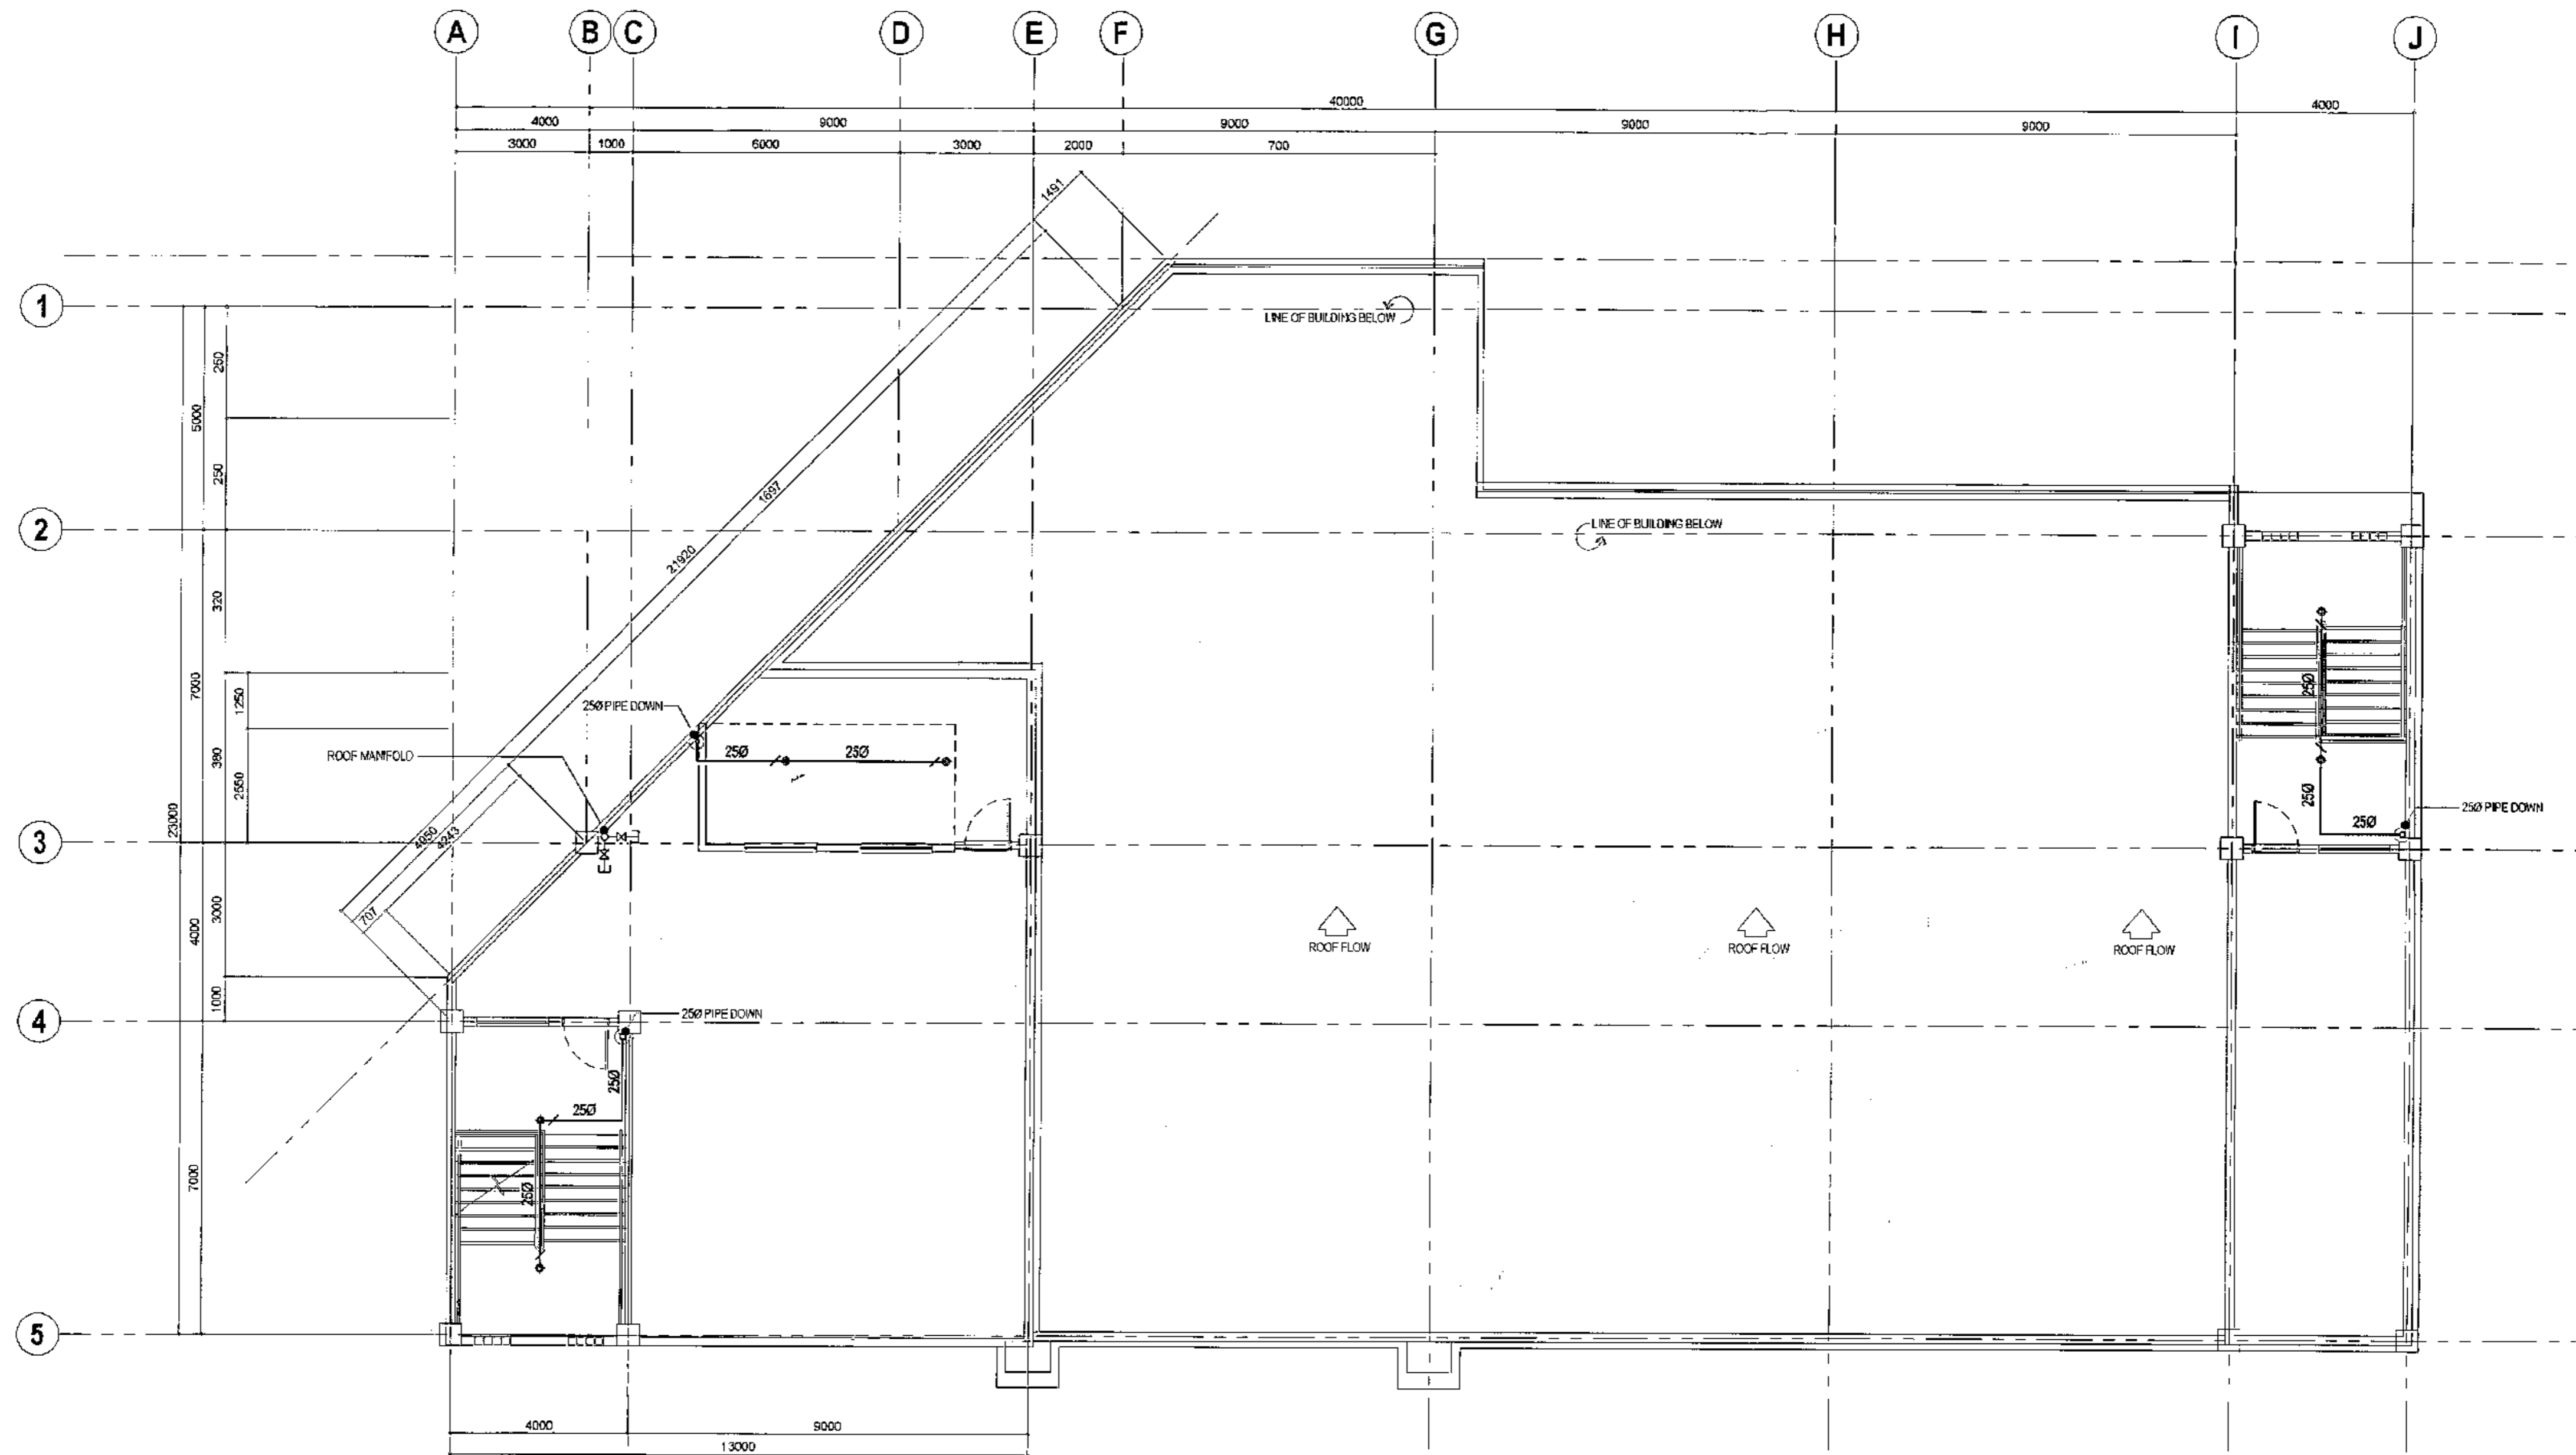 A B C D E F G H I J
40000 4000
4000 9000 9000 9000 9000
3000 1000 6000 3000 2000 700
1491
1
LINE OF BUILDING BELOW
250
5000
250
1697
2
LINE OF BUILDING BELOW
21920
320
7000
1250
25Ø PIPE DOWN
25Ø
ROOF MANIFOLD
25Ø 25Ø
380
2550
25Ø
25Ø PIPE DOWN
23000
25Ø
4950
4243
3
707
3000
4000
ROOF FLOW
ROOF FLOW
ROOF FLOW
1000
4
25Ø PIPE DOWN
25Ø
25Ø
7000
25Ø
5
4000 9000
13000